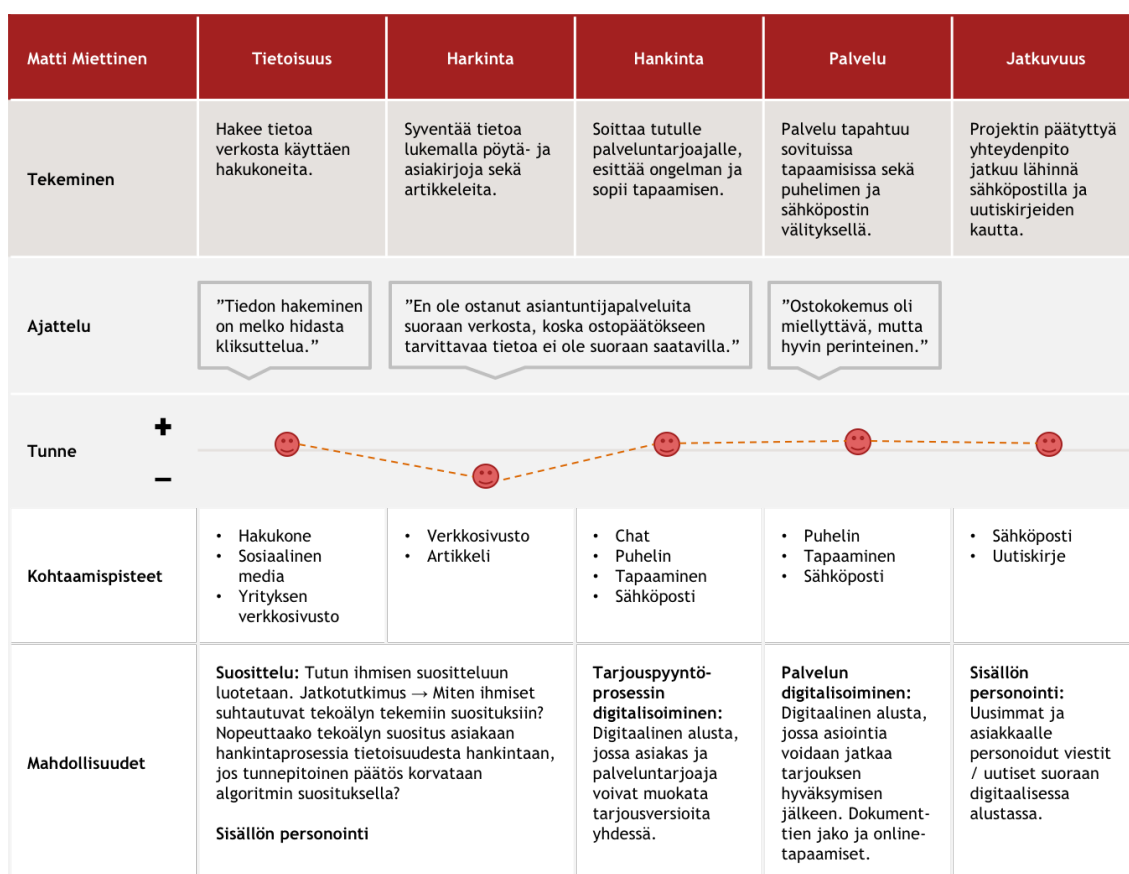 Matti Miettinen
Tietoisuus
Harkinta
Hankinta
Palvelu
Jatkuvuus
Tekeminen
Hakee tietoa
verkosta käyttäen
hakukoneita.
Syventää tietoa
lukemalla pöytä- ja
asiakirjoja sekä
artikkeleita.
Soittaa tutulle
palveluntarjoajalle,
esittää ongelman ja
sopii tapaamisen.
Palvelu tapahtuu
sovituissa
tapaamisissa sekä
puhelimen ja
sähköpostin
välityksellä.
Projektin päätyttyä
yhteydenpito
jatkuu lähinnä
sähköpostilla ja
uutiskirjeiden
kautta.
Ajattelu
”Tiedon hakeminen
on melko hidasta
kliksuttelua.”
”En ole ostanut asiantuntijapalveluita
suoraan verkosta, koska ostopäätökseen
tarvittavaa tietoa ei ole suoraan saatavilla.”
”Ostokokemus oli
miellyttävä, mutta
hyvin perinteinen.”
Tunne
+
−
Kohtaamispisteet
• Hakukone
• Sosiaalinen
media
• Yrityksen
verkkosivusto
• Verkkosivusto
• Artikkeli
• Chat
• Puhelin
• Tapaaminen
• Sähköposti
• Puhelin
• Tapaaminen
• Sähköposti
• Sähköposti
• Uutiskirje
Mahdollisuudet
Suosittelu: Tutun ihmisen suositteluun
luotetaan. Jatkotutkimus → Miten ihmiset
suhtautuvat tekoälyn tekemiin suosituksiin?
Nopeuttaako tekoälyn suositus asiakaan
hankintaprosessia tietoisuudesta hankintaan,
jos tunnepitoinen päätös korvataan
algoritmin suosituksella?
Sisällön personointi
Tarjouspyyntö-
prosessin
digitalisoiminen:
Digitaalinen alusta,
jossa asiakas ja
palveluntarjoaja
voivat muokata
tarjousversioita
yhdessä.
Palvelun
digitalisoiminen:
Digitaalinen alusta,
jossa asiointia
voidaan jatkaa
tarjouksen
hyväksymisen
jälkeen. Dokument-
tien jako ja online-
tapaamiset.
Sisällön
personointi:
Uusimmat ja
asiakkaalle
personoidut viestit
/ uutiset suoraan
digitaalisessa
alustassa.